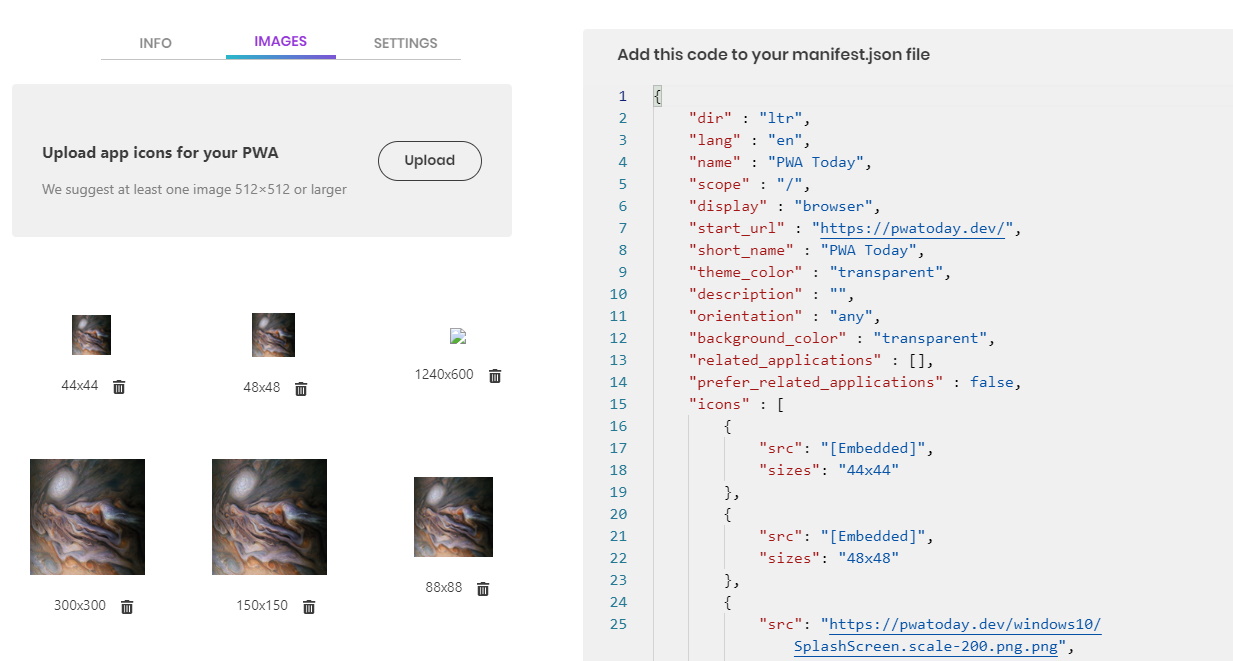 INFO
IMAGES
SETTINGS
Upload app icons for your PWA
Upload
We suggest at least one image 512×512 or larger
44x44
48x48
1240x600
300x300
150x150
88x88
Add this code to your manifest.json file
1 {
2 "dir" : "ltr",
3 "lang" : "en",
4 "name" : "PWA Today",
5 "scope" : "/",
6 "display" : "browser",
7 "start_url" : "https://pwatoday.dev/",
8 "short_name" : "PWA Today",
9 "theme_color" : "transparent",
10 "description" : "",
11 "orientation" : "any",
12 "background_color" : "transparent",
13 "related_applications" : [],
14 "prefer_related_applications" : false,
15 "icons" : [
16 {
17 "src": "[Embedded]",
18 "sizes": "44x44"
19 },
20 {
21 "src": "[Embedded]",
22 "sizes": "48x48"
23 },
24 {
25 "src": "https://pwatoday.dev/windows10/
SplashScreen.scale-200.png.png",